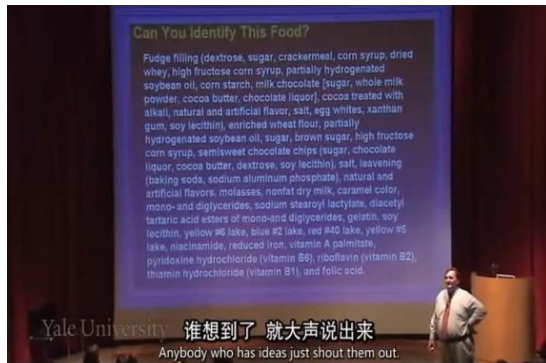 Can You Identify This Food?
Fudge filling (dextrose, sugar, crackermeal, corn syrup, dried
whey, high fructose corn syrup, partially hydrogenated
soybean oil, corn starch, milk chocolate [sugar, whole milk
powder, cocoa butter, chocolate liquor], cocoa treated with
alkali, natural and artificial flavor, salt, egg whites, xanthan
gum, soy lecithin), enriched wheat flour, partially
hydrogenated soybean oil, sugar, brown sugar, high fructose
corn syrup, semisweet chocolate chips (sugar, chocolate
liquor, cocoa butter, dextrose, soy lecithin), salt, leavening
(baking soda, sodium aluminum phosphate), natural and
artificial flavors, molasses, nonfat dry milk, caramel color,
mono- and diglycerides, sodium stearoyl lactylate, diacetyl
tartaric acid esters of mono-and diglycerides, gelatin, soy
lecithin, yellow #6 lake, blue #2 lake, red #40 lake, yellow #5
lake, niacinamide, reduced iron, vitamin A palmitate,
pyridoxine hydrochloride (vitamin B6), riboflavin (vitamin B2),
thiamin hydrochloride (vitamin B1), and folic acid.
Yale University
谁想到了 就大声说出来
Anybody who has ideas just shout them out.